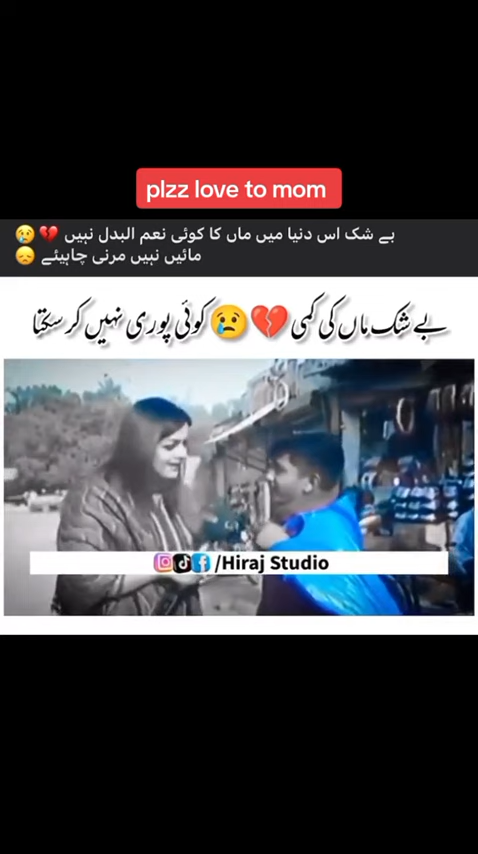 plzz love to mom
بے شک اس دنیا میں ماں کا کوئی نعم البدل نہیں 💔😢
مائیں نہیں مرنی چاہیئے 😞
بے شک ماں کی کمی 💔😢 کوئی پوری نہیں کر سکتا
/Hiraj Studio